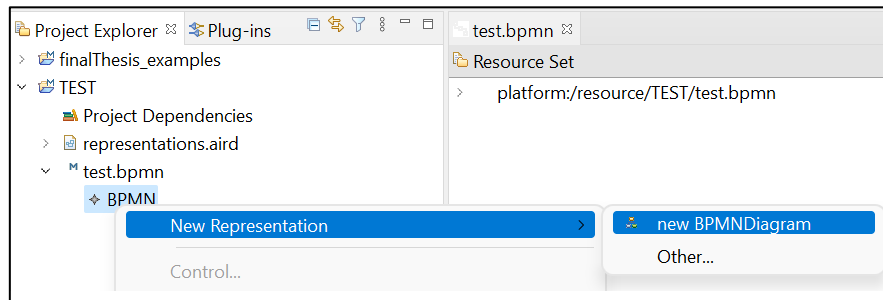 Project Explorer
Plug-ins
finalThesis_examples
TEST
Project Dependencies
representations.aird
M test.bpmn
BPMN
test.bpmn
Resource Set
platform:/resource/TEST/test.bpmn
New Representation
Control...
new BPMNDiagram
Other...